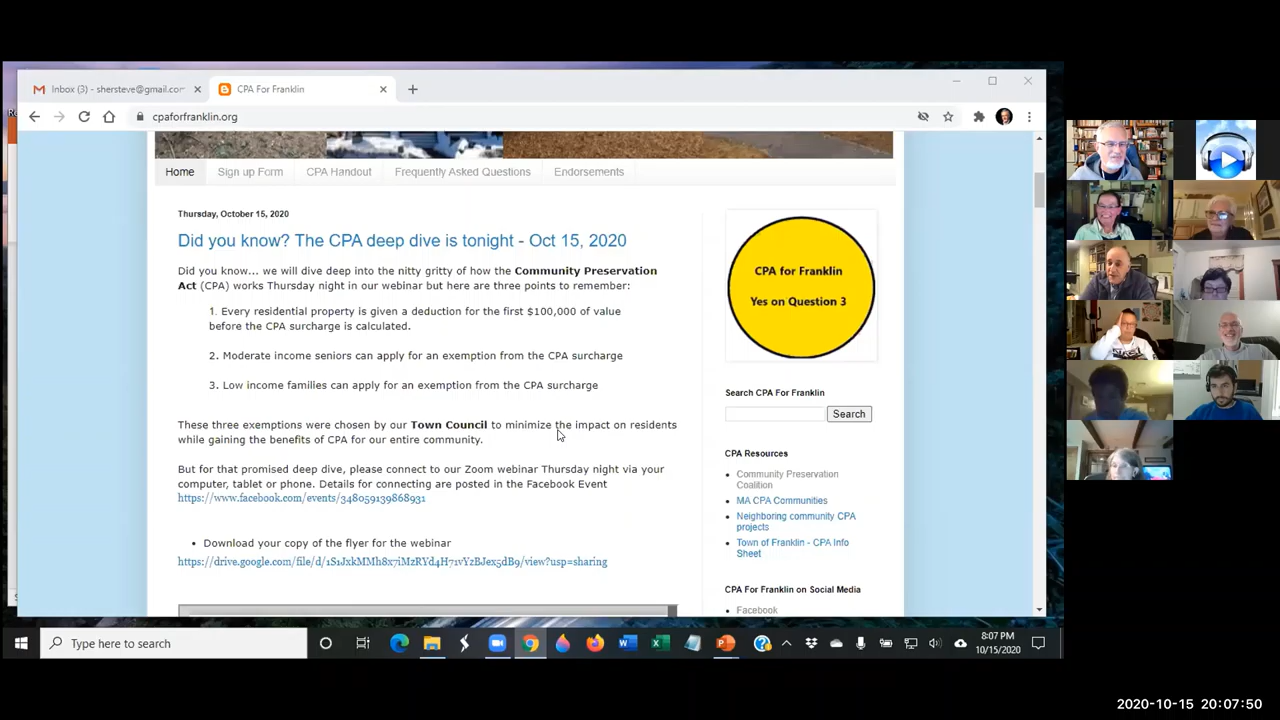 Inbox (3) - shersteve@gmail.com
CPA For Franklin
cpaforfranklin.org
Home Sign up Form CPA Handout Frequently Asked Questions Endorsements
Thursday, October 15, 2020
Did you know? The CPA deep dive is tonight - Oct 15, 2020
Did you know... we will dive deep into the nitty gritty of how the Community Preservation
Act (CPA) works Thursday night in our webinar but here are three points to remember:
1. Every residential property is given a deduction for the first $100,000 of value
before the CPA surcharge is calculated.
2. Moderate income seniors can apply for an exemption from the CPA surcharge
3. Low income families can apply for an exemption from the CPA surcharge
These three exemptions were chosen by our Town Council to minimize the impact on residents
while gaining the benefits of CPA for our entire community.
But for that promised deep dive, please connect to our Zoom webinar Thursday night via your
computer, tablet or phone. Details for connecting are posted in the Facebook Event
https://www.facebook.com/events/348059139868931
Download your copy of the flyer for the webinar
https://drive.google.com/file/d/1S1JxkMMh8x7iMzRYd4H71vYzBJex5dB9/view?usp=sharing
CPA for Franklin
Yes on Question 3
Search CPA For Franklin
Search
CPA Resources
Community Preservation
Coalition
MA CPA Communities
Neighboring community CPA
projects
Town of Franklin - CPA Info
Sheet
CPA For Franklin on Social Media
Facebook
Type here to search
8:07 PM
10/15/2020
2020-10-15 20:07:50